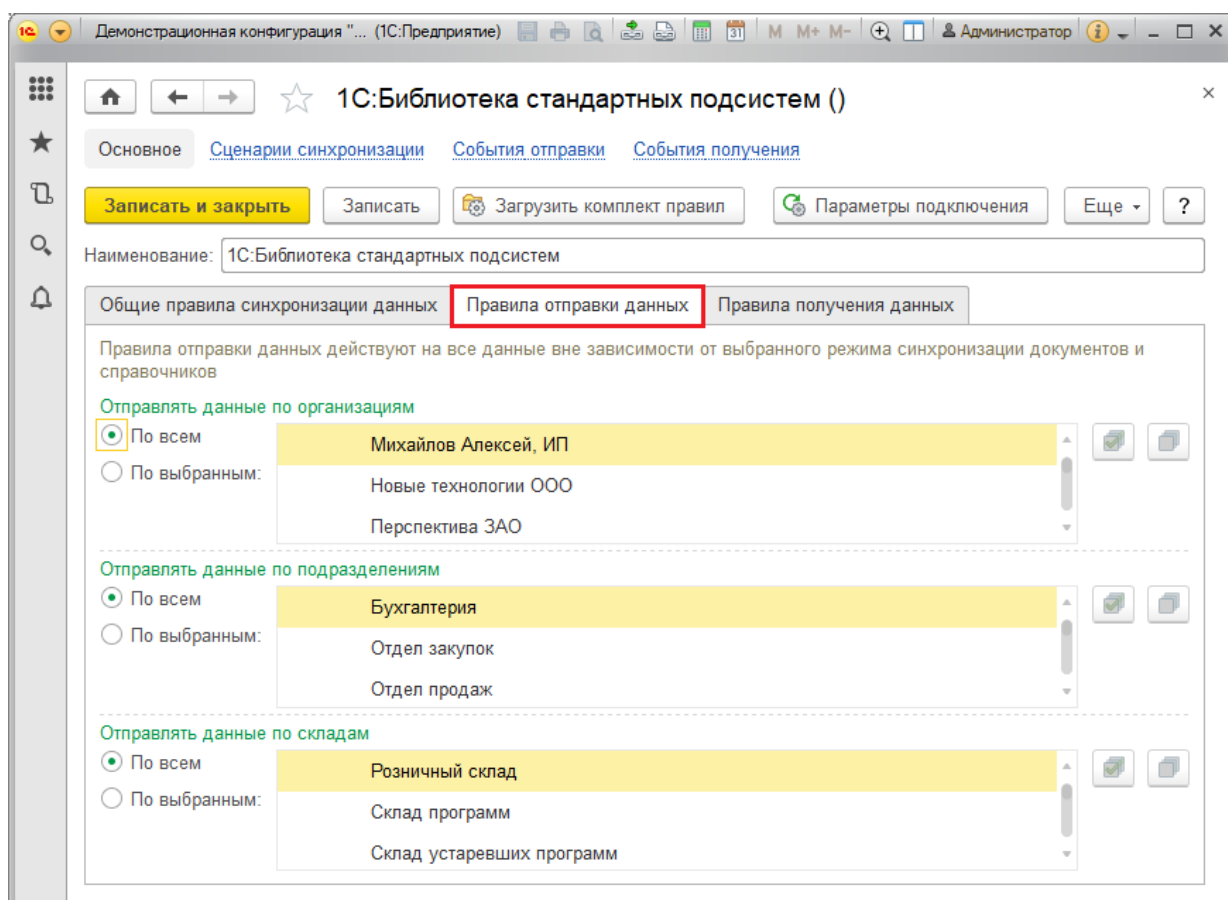 1С Демонстрационная конфигурация "... (1С:Предприятие) 31 M M+ M- Администратор i
1С:Библиотека стандартных подсистем ()
Основное Сценарии синхронизации События отправки События получения
Записать и закрыть Записать Загрузить комплект правил Параметры подключения Еще ?
Наименование: 1С:Библиотека стандартных подсистем
Общие правила синхронизации данных Правила отправки данных Правила получения данных
Правила отправки данных действуют на все данные вне зависимости от выбранного режима синхронизации документов и
справочников
Отправлять данные по организациям
По всем Михайлов Алексей, ИП
По выбранным: Новые технологии ООО
Перспектива ЗАО
Отправлять данные по подразделениям
По всем Бухгалтерия
По выбранным: Отдел закупок
Отдел продаж
Отправлять данные по складам
По всем Розничный склад
По выбранным: Склад программ
Склад устаревших программ